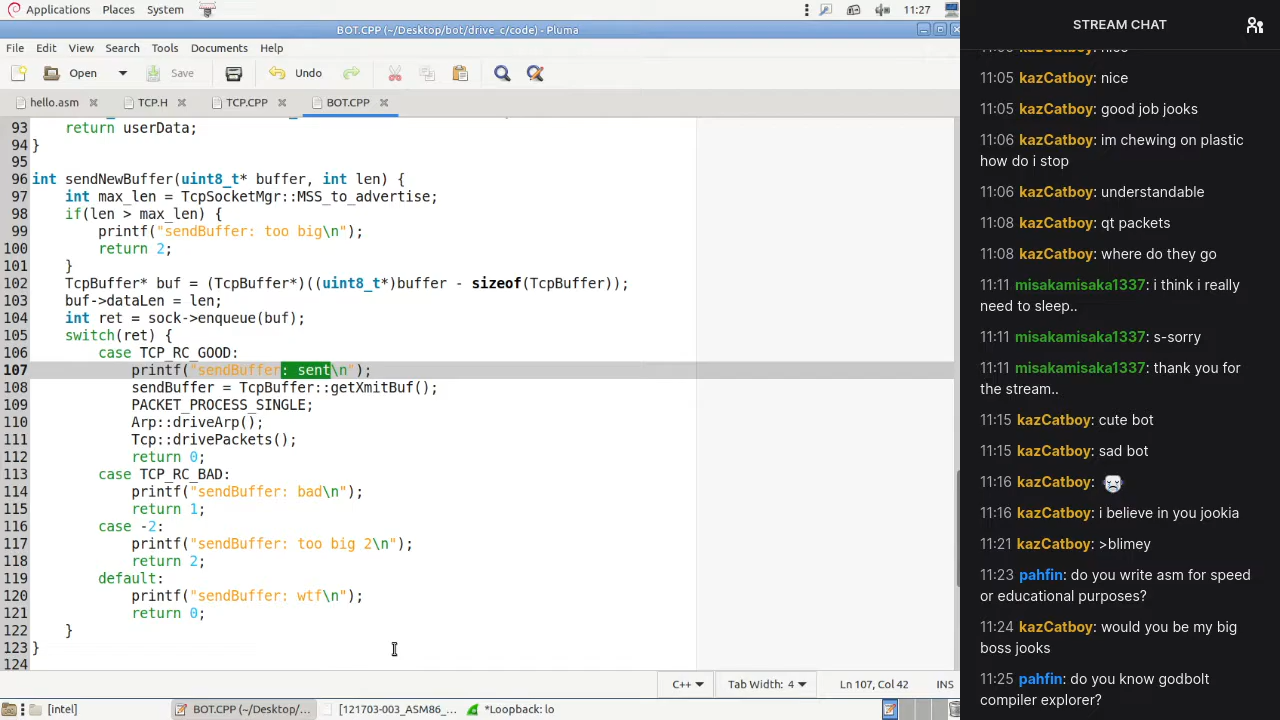 Applications Places System 11:27
BOT.CPP (~/Desktop/bot/drive_c/code) - Pluma
File Edit View Search Tools Documents Help
Open Save Undo
hello.asm TCP.H TCP.CPP BOT.CPP
93 return userData;
94 }
95
96 int sendNewBuffer(uint8_t* buffer, int len) {
97 int max_len = TcpSocketMgr::MSS_to_advertise;
98 if(len > max_len) {
99 printf("sendBuffer: too big\n");
100 return 2;
101 }
102 TcpBuffer* buf = (TcpBuffer*)((uint8_t*)buffer - sizeof(TcpBuffer));
103 buf->dataLen = len;
104 int ret = sock->enqueue(buf);
105 switch(ret) {
106 case TCP_RC_GOOD:
107 printf("sendBuffer: sent\n");
108 sendBuffer = TcpBuffer::getXmitBuf();
109 PACKET_PROCESS_SINGLE;
110 Arp::driveArp();
111 Tcp::drivePackets();
112 return 0;
113 case TCP_RC_BAD:
114 printf("sendBuffer: bad\n");
115 return 1;
116 case -2:
117 printf("sendBuffer: too big 2\n");
118 return 2;
119 default:
120 printf("sendBuffer: wtf\n");
121 return 0;
122 }
123 }
124
C++ Tab Width: 4 Ln 107, Col 42 INS
[intel] BOT.CPP (~/Desktop/... [121703-003_ASM86_... *Loopback: lo
STREAM CHAT
kazCatboy: nice
11:05 kazCatboy: nice
11:05 kazCatboy: good job jooks
11:06 kazCatboy: im chewing on plastic
how do i stop
11:06 kazCatboy: understandable
11:08 kazCatboy: qt packets
11:08 kazCatboy: where do they go
11:11 misakamisaka1337: i think i really
need to sleep..
11:11 misakamisaka1337: s-sorry
11:11 misakamisaka1337: thank you for
the stream..
11:15 kazCatboy: cute bot
11:15 kazCatboy: sad bot
11:16 kazCatboy:
11:16 kazCatboy: i believe in you jookia
11:21 kazCatboy: >blimey
11:23 pahfin: do you write asm for speed
or educational purposes?
11:24 kazCatboy: would you be my big
boss jooks
11:25 pahfin: do you know godbolt
compiler explorer?